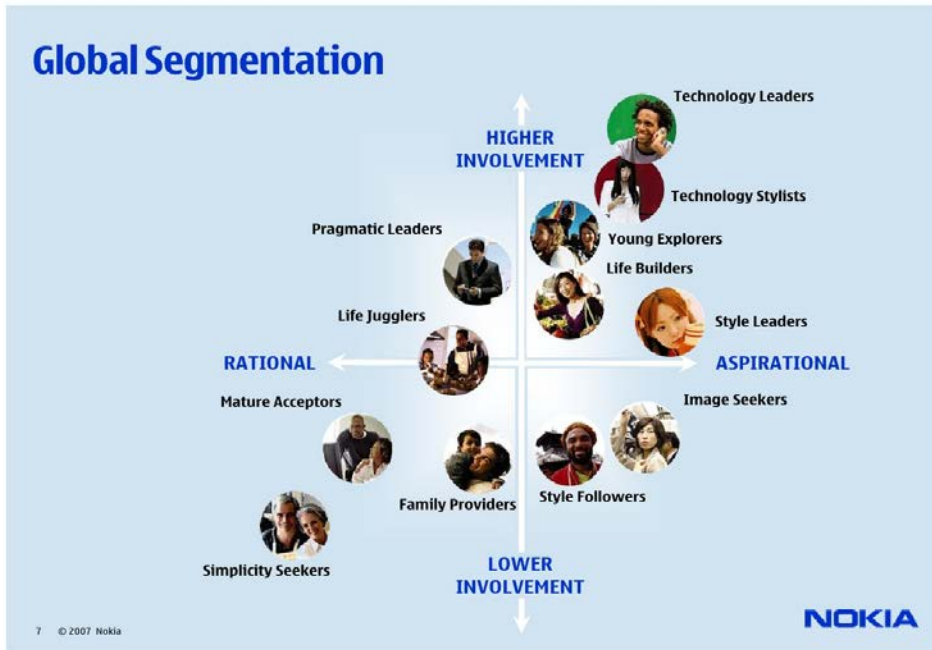 Global Segmentation
Technology Leaders
HIGHER
INVOLVEMENT
Technology Stylists
Pragmatic Leaders
Young Explorers
Life Builders
Life Jugglers
Style Leaders
RATIONAL
ASPIRATIONAL
Mature Acceptors
Image Seekers
Family Providers
Style Followers
Simplicity Seekers
LOWER
INVOLVEMENT
7 © 2007 Nokia
NOKIA